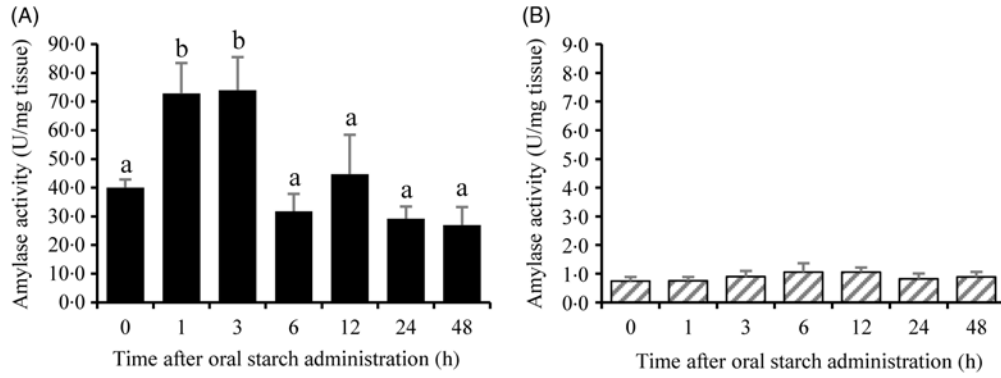 (A)
Amylase activity (U/mg tissue)
90·0
80·0
70·0
60·0
50·0
40·0
30·0
20·0
10·0
0·0
a
b
b
a
a
a
a
0 1 3 6 12 24 48
Time after oral starch administration (h)
(B)
Amylase activity (U/mg tissue)
9·0
8·0
7·0
6·0
5·0
4·0
3·0
2·0
1·0
0·0
0 1 3 6 12 24 48
Time after oral starch administration (h)